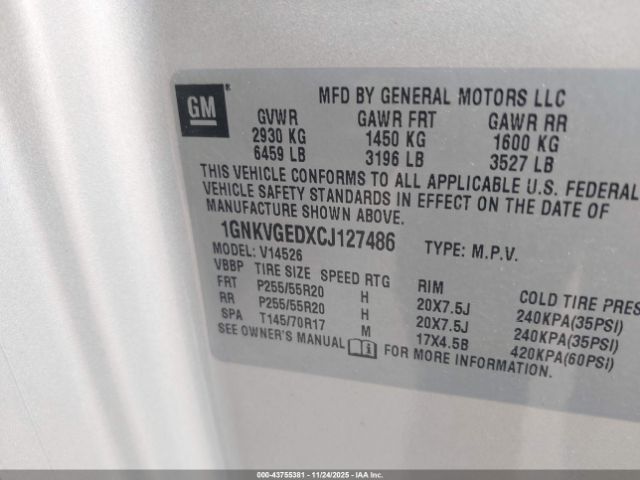 GM
MFD BY GENERAL MOTORS LLC
GVWR GAWR FRT GAWR RR
2930 KG 1450 KG 1600 KG
6459 LB 3196 LB 3527 LB
THIS VEHICLE CONFORMS TO ALL APPLICABLE U.S. FEDERAL
VEHICLE SAFETY STANDARDS IN EFFECT ON THE DATE OF
MANUFACTURE SHOWN ABOVE.
1GNKVGEDXCJ127486 TYPE: M.P.V.
MODEL: V14526
VBBP TIRE SIZE SPEED RTG RIM COLD TIRE PRES
FRT P255/55R20 H 20X7.5J 240KPA(35PSI)
RR P255/55R20 H 20X7.5J 240KPA(35PSI)
SPA T145/70R17 M 17X4.5B 420KPA(60PSI)
SEE OWNER'S MANUAL FOR MORE INFORMATION.
000-43755381 - 11/24/2025 - IAAI.COM